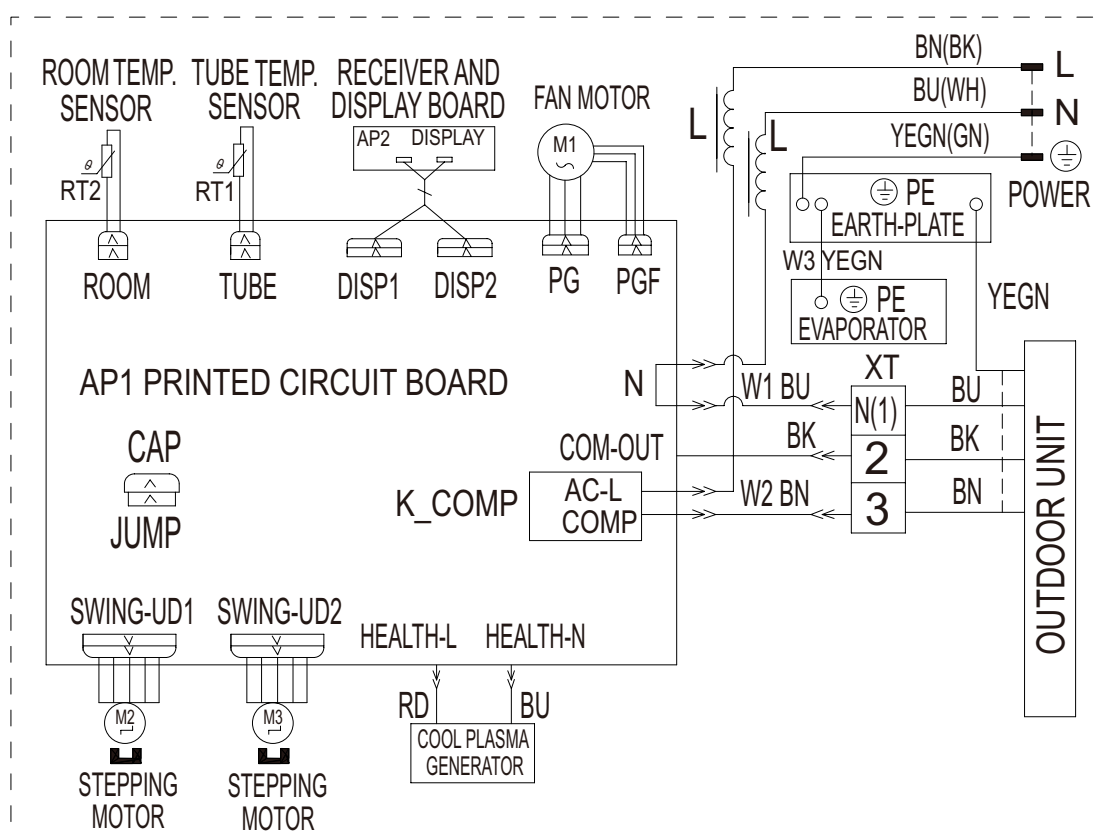 ROOM TEMP.
SENSOR
TUBE TEMP.
SENSOR
RECEIVER AND
DISPLAY BOARD
FAN MOTOR
BN(BK)
L
BU(WH)
N
YEGN(GN)
POWER
AP2 DISPLAY
M1
L
L
θ
RT2
θ
RT1
PE
EARTH-PLATE
W3 YEGN
PE
EVAPORATOR
YEGN
ROOM
TUBE
DISP1
DISP2
PG
PGF
AP1 PRINTED CIRCUIT BOARD
N
W1 BU
XT
N(1)
BU
COM-OUT
BK
2
BK
K_COMP
AC-L
COMP
W2 BN
3
BN
OUTDOOR UNIT
CAP
JUMP
SWING-UD1
SWING-UD2
HEALTH-L
HEALTH-N
M2
M3
RD
BU
COOL PLASMA
GENERATOR
STEPPING
MOTOR
STEPPING
MOTOR